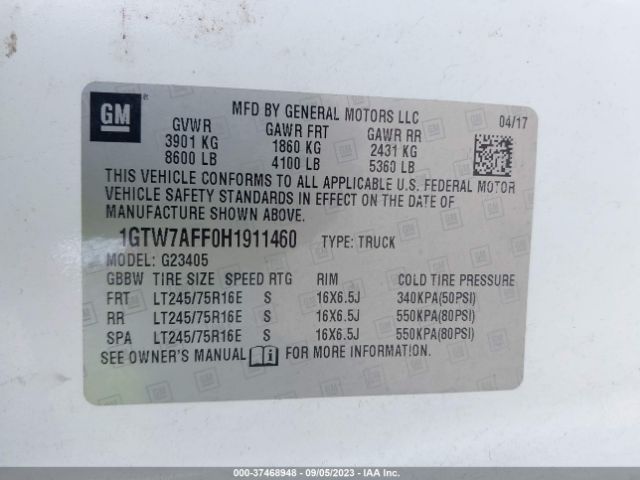 GM
MFD BY GENERAL MOTORS LLC
04/17
GVWR GAWR FRT GAWR RR
3901 KG 1860 KG 2431 KG
8600 LB 4100 LB 5360 LB
THIS VEHICLE CONFORMS TO ALL APPLICABLE U.S. FEDERAL MOTOR
VEHICLE SAFETY STANDARDS IN EFFECT ON THE DATE OF
MANUFACTURE SHOWN ABOVE.
1GTW7AFF0H1911460 TYPE: TRUCK
MODEL: G23405
GBBW TIRE SIZE SPEED RTG RIM COLD TIRE PRESSURE
FRT LT245/75R16E S 16X6.5J 340KPA(50PSI)
RR LT245/75R16E S 16X6.5J 550KPA(80PSI)
SPA LT245/75R16E S 16X6.5J 550KPA(80PSI)
SEE OWNER'S MANUAL FOR MORE INFORMATION.
000-37468948 - 09/05/2023 - IAAI.COM